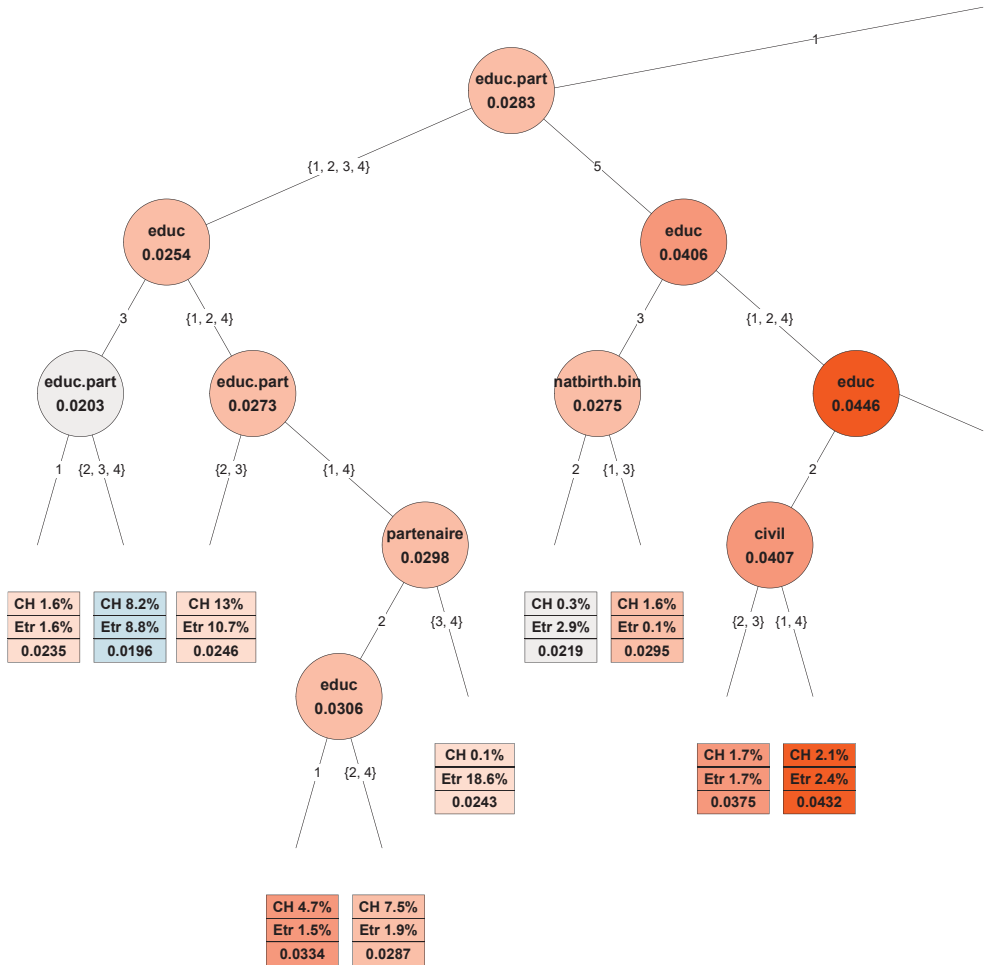 1
educ.part
0.0283
{1, 2, 3, 4}
5
educ
0.0254
educ
0.0406
3
{1, 2, 4}
3
{1, 2, 4}
educ.part
0.0203
educ.part
0.0273
natbirth.bin
0.0275
educ
0.0446
1
{2, 3, 4}
{2, 3}
{1, 4}
2
{1, 3}
2
partenaire
0.0298
civil
0.0407
CH 1.6%
Etr 1.6%
0.0235
CH 8.2%
Etr 8.8%
0.0196
CH 13%
Etr 10.7%
0.0246
2
{3, 4}
CH 0.3%
Etr 2.9%
0.0219
CH 1.6%
Etr 0.1%
0.0295
{2, 3}
{1, 4}
educ
0.0306
1
{2, 4}
CH 0.1%
Etr 18.6%
0.0243
CH 1.7%
Etr 1.7%
0.0375
CH 2.1%
Etr 2.4%
0.0432
CH 4.7%
Etr 1.5%
0.0334
CH 7.5%
Etr 1.9%
0.0287